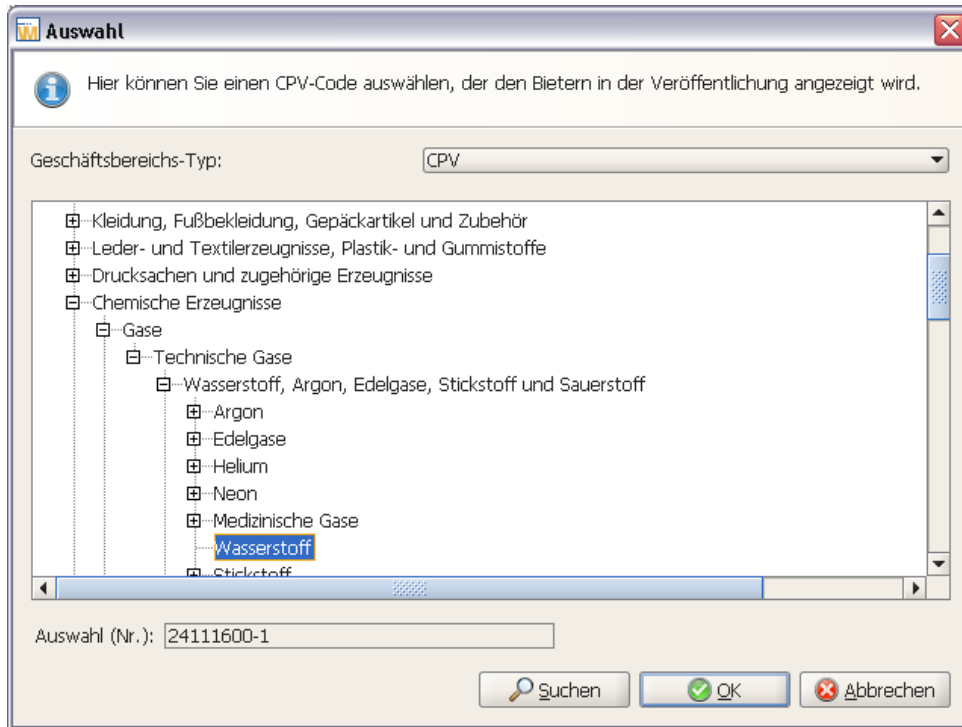 Auswahl
Hier können Sie einen CPV-Code auswählen, der den Bietern in der Veröffentlichung angezeigt wird.
Geschäftsbereichs-Typ: CPV
Kleidung, Fußbekleidung, Gepäckartikel und Zubehör
Leder- und Textilerzeugnisse, Plastik- und Gummistoffe
Drucksachen und zugehörige Erzeugnisse
Chemische Erzeugnisse
Gase
Technische Gase
Wasserstoff, Argon, Edelgase, Stickstoff und Sauerstoff
Argon
Edelgase
Helium
Neon
Medizinische Gase
Wasserstoff
Stickstoff
Auswahl (Nr.): 24111600-1
Suchen OK Abbrechen